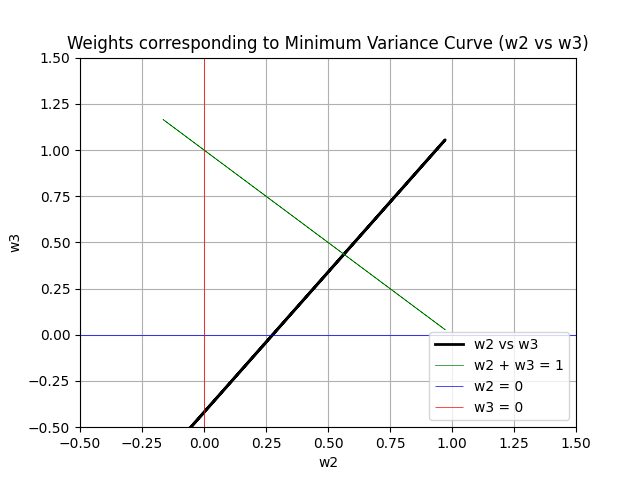 Weights corresponding to Minimum Variance Curve (w2 vs w3)
1.50
1.25
1.00
0.75
0.50
0.25
0.00
−0.25
−0.50
w3
w2 vs w3
w2 + w3 = 1
w2 = 0
w3 = 0
−0.50 −0.25 0.00 0.25 0.50 0.75 1.00 1.25 1.50
w2